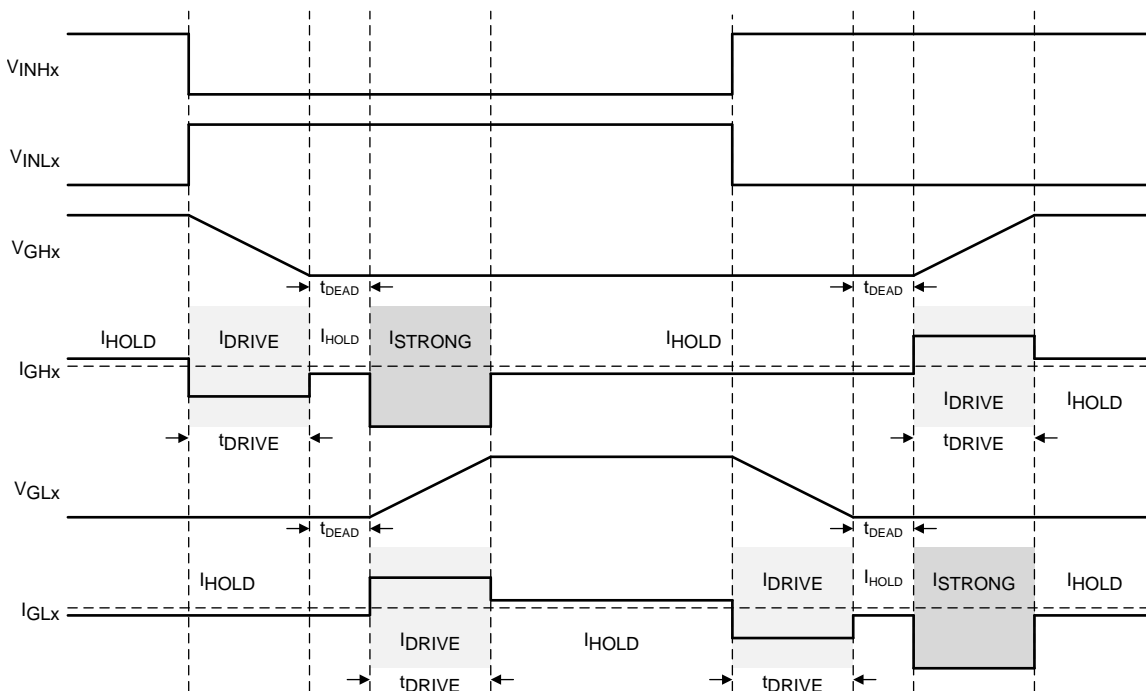 VINHx
VINLx
VGHx
tDEAD
tDEAD
IHOLD
IDRIVE
IHOLD
ISTRONG
IHOLD
IGHx
IDRIVE
IHOLD
tDRIVE
tDRIVE
VGLx
tDEAD
tDEAD
IHOLD
IDRIVE
IHOLD
ISTRONG
IHOLD
IGLx
IDRIVE
IHOLD
tDRIVE
tDRIVE